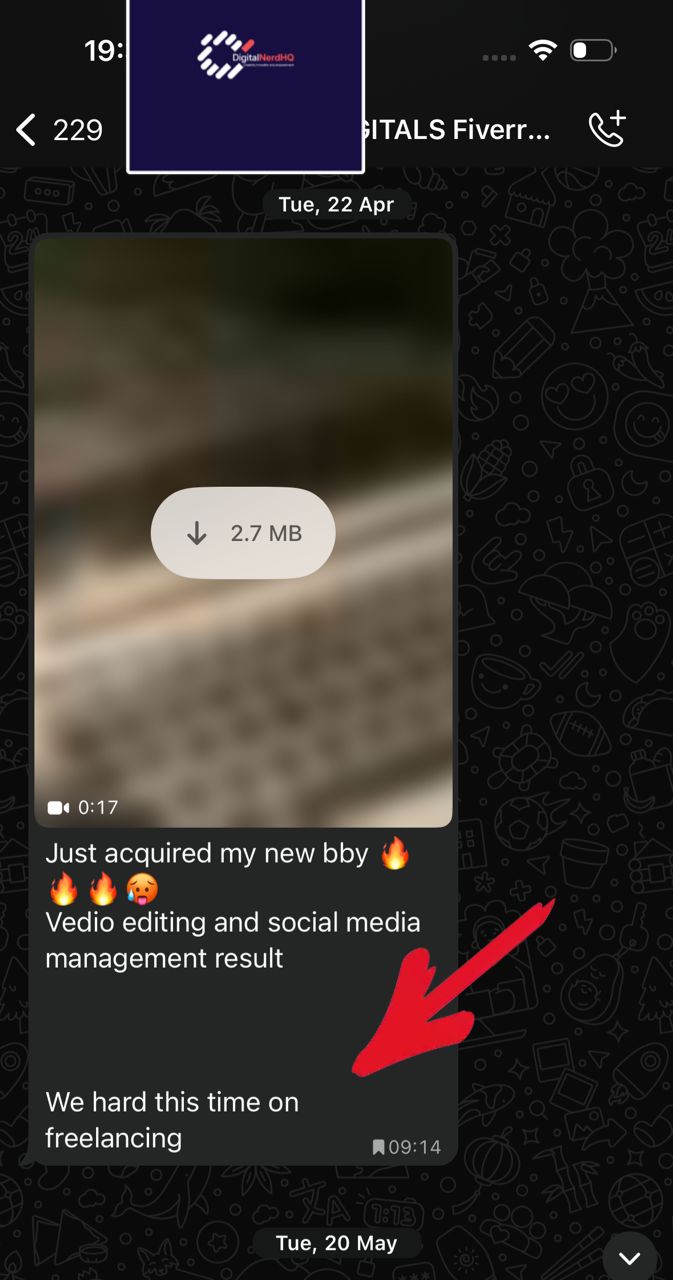 19:
DigitalNerdHQ
229
GITALS Fiverr...
Tue, 22 Apr
2.7 MB
0:17
Just acquired my new bby 🔥
🔥🔥🥵
Vedio editing and social media
management result
We hard this time on
freelancing
09:14
Tue, 20 May